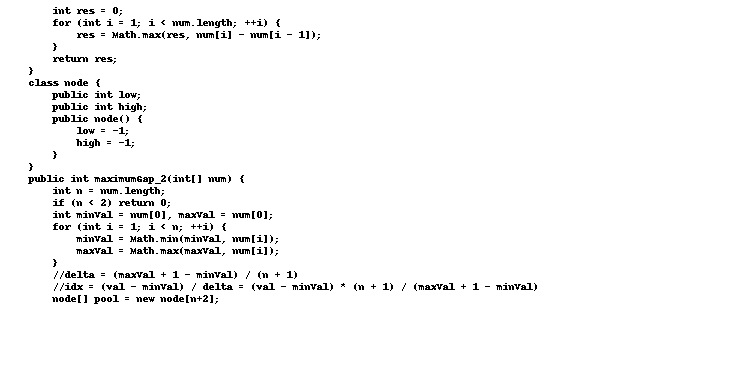 int res = 0;
for (int i = 1; i < num.length; ++i) {
res = Math.max(res, num[i] - num[i - 1]);
}
return res;
}
class node {
public int low;
public int high;
public node() {
low = -1;
high = -1;
}
}
public int maximumGap_2(int[] num) {
int n = num.length;
if (n < 2) return 0;
int minVal = num[0], maxVal = num[0];
for (int i = 1; i < n; ++i) {
minVal = Math.min(minVal, num[i]);
maxVal = Math.max(maxVal, num[i]);
}
//delta = (maxVal + 1 - minVal) / (n + 1)
//idx = (val - minVal) / delta = (val - minVal) * (n + 1) / (maxVal + 1 - minVal)
node[] pool = new node[n+2];